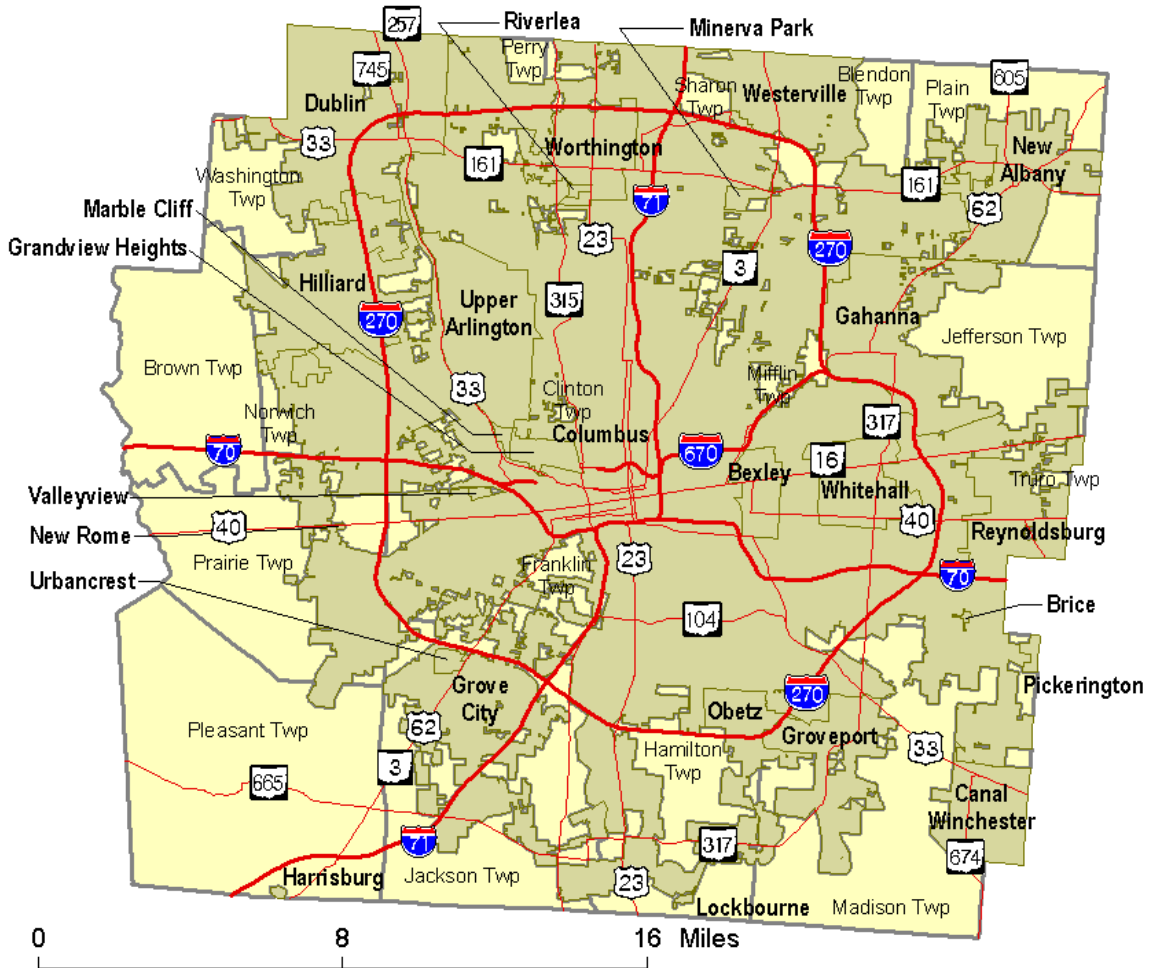 257
Riverlea
Minerva Park
Perry
Twp
745
Sharon
Twp
Westerville
Blendon
Twp
Plain
Twp
605
Dublin
33
161
Worthington
New
Albany
Washington
Twp
71
161
62
Marble Cliff
Grandview Heights
23
270
3
Hilliard
270
Upper
Arlington
315
Gahanna
Jefferson Twp
Brown Twp
33
Clinton
Twp
Mifflin
Twp
Norwich
Twp
317
70
Columbus
670
Bexley
16
Whitehall
Truro Twp
Valleyview
New Rome
40
40
Reynoldsburg
Prairie Twp
Urbancrest
Franklin
Twp
23
70
104
Brice
Grove
City
270
Pickerington
Pleasant Twp
62
Obetz
Groveport
3
Hamilton
Twp
33
665
Canal
Winchester
71
317
674
Harrisburg
Jackson Twp
23
Lockbourne
Madison Twp
0 8 16 Miles